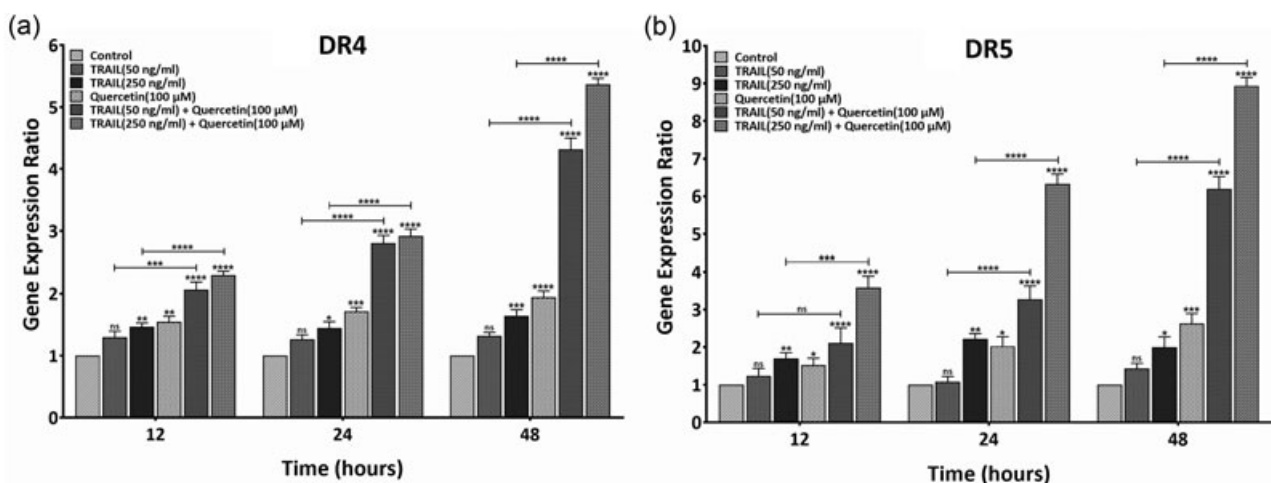 (a)
DR4
Gene Expression Ratio
6
5
4
3
2
1
0
Control
TRAIL(50 ng/ml)
TRAIL(250 ng/ml)
Quercetin(100 µM)
TRAIL(50 ng/ml) + Quercetin(100 µM)
TRAIL(250 ng/ml) + Quercetin(100 µM)
****
****
****
****
****
****
****
****
****
****
***
****
****
ns
**
**
ns
*
***
ns
***
****
12
24
48
Time (hours)
(b)
DR5
Gene Expression Ratio
10
9
8
7
6
5
4
3
2
1
0
Control
TRAIL(50 ng/ml)
TRAIL(250 ng/ml)
Quercetin(100 µM)
TRAIL(50 ng/ml) + Quercetin(100 µM)
TRAIL(250 ng/ml) + Quercetin(100 µM)
****
****
****
****
****
****
***
****
****
****
ns
****
ns
**
*
ns
**
*
ns
*
***
12
24
48
Time (hours)